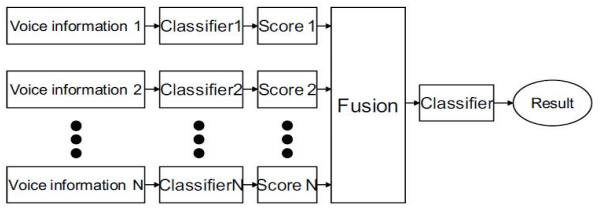 Voice information 1 Classifier1 Score 1
Voice information 2 Classifier2 Score 2
Fusion Classifier Result
Voice information N ClassifierN Score N